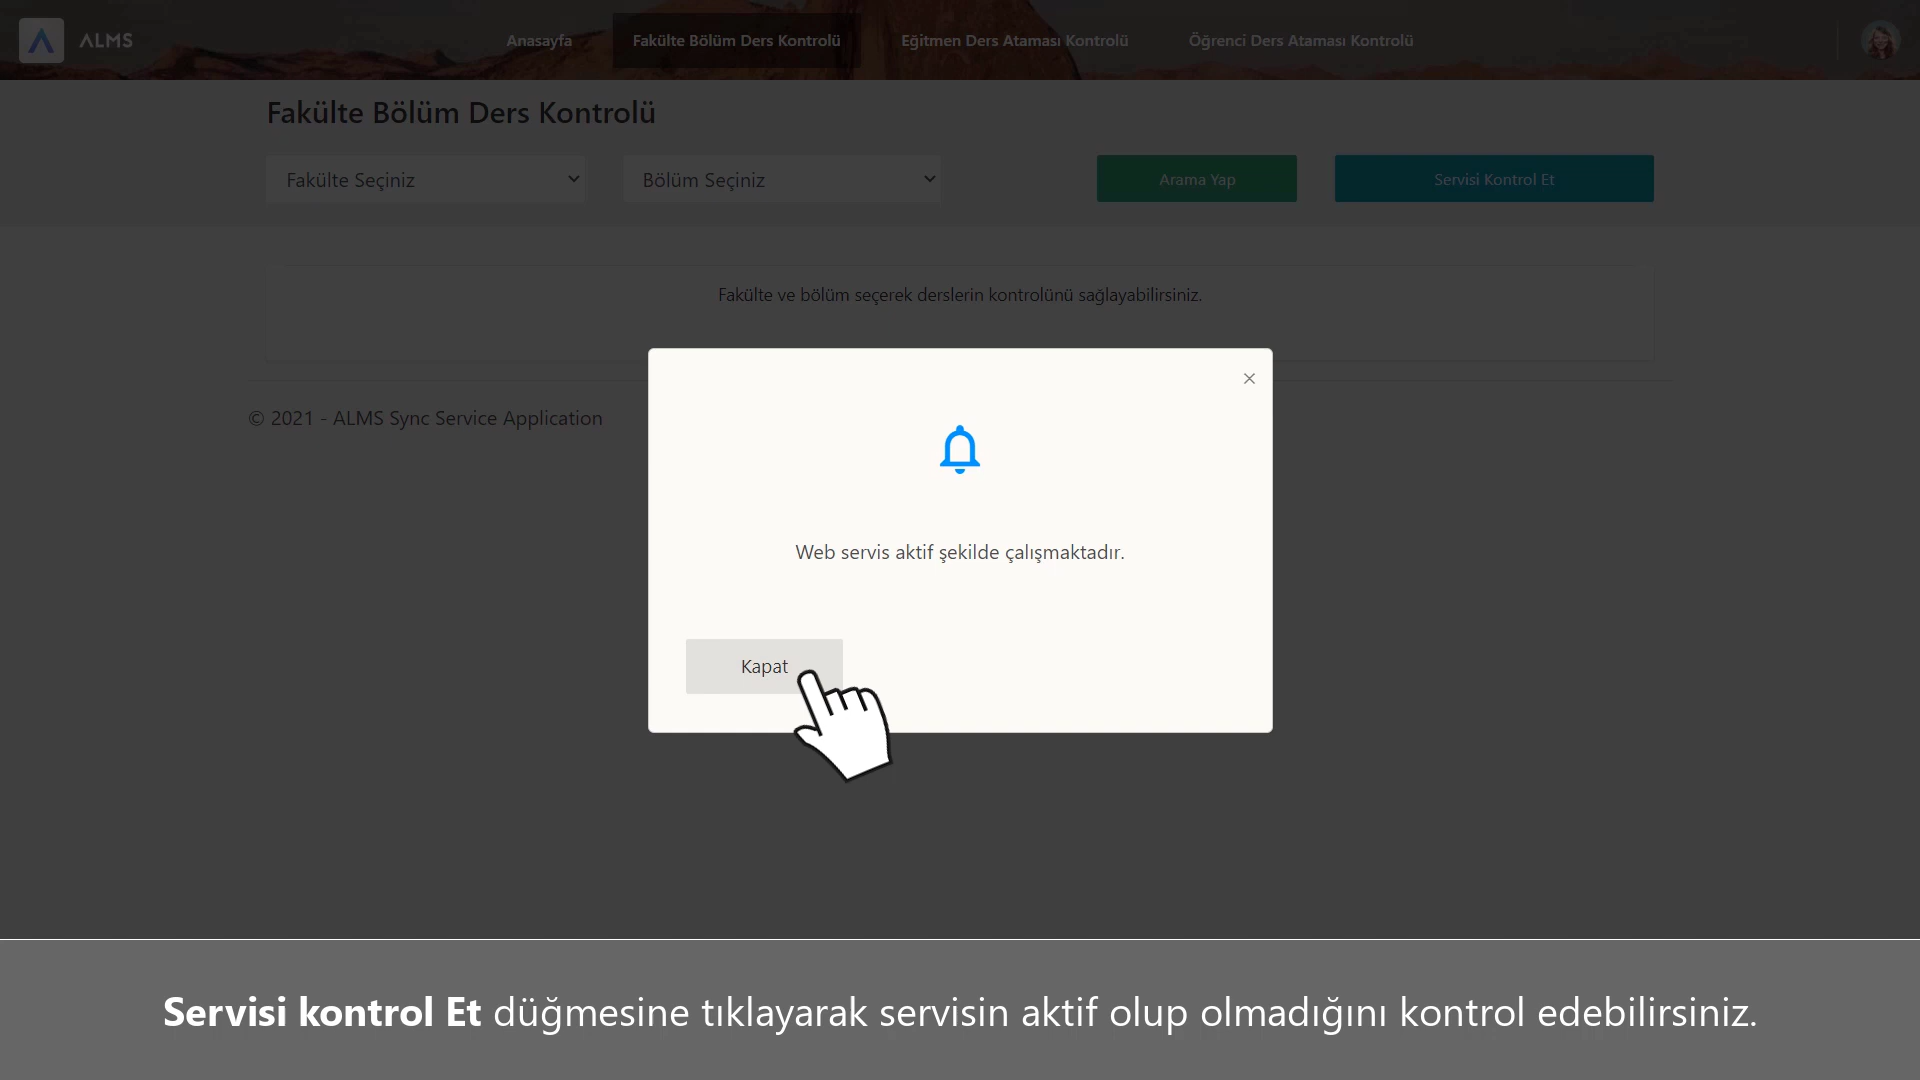 ALMS
Anasayfa
Fakülte Bölüm Ders Kontrolü
Eğitmen Ders Ataması Kontrolü
Öğrenci Ders Ataması Kontrolü
Fakülte Bölüm Ders Kontrolü
Fakülte Seçiniz
Bölüm Seçiniz
Arama Yap
Servisi Kontrol Et
Fakülte ve bölüm seçerek derslerin kontrolünü sağlayabilirsiniz.
© 2021 - ALMS Sync Service Application
Web servis aktif şekilde çalışmaktadır.
Kapat
Servisi kontrol Et düğmesine tıklayarak servisin aktif olup olmadığını kontrol edebilirsiniz.